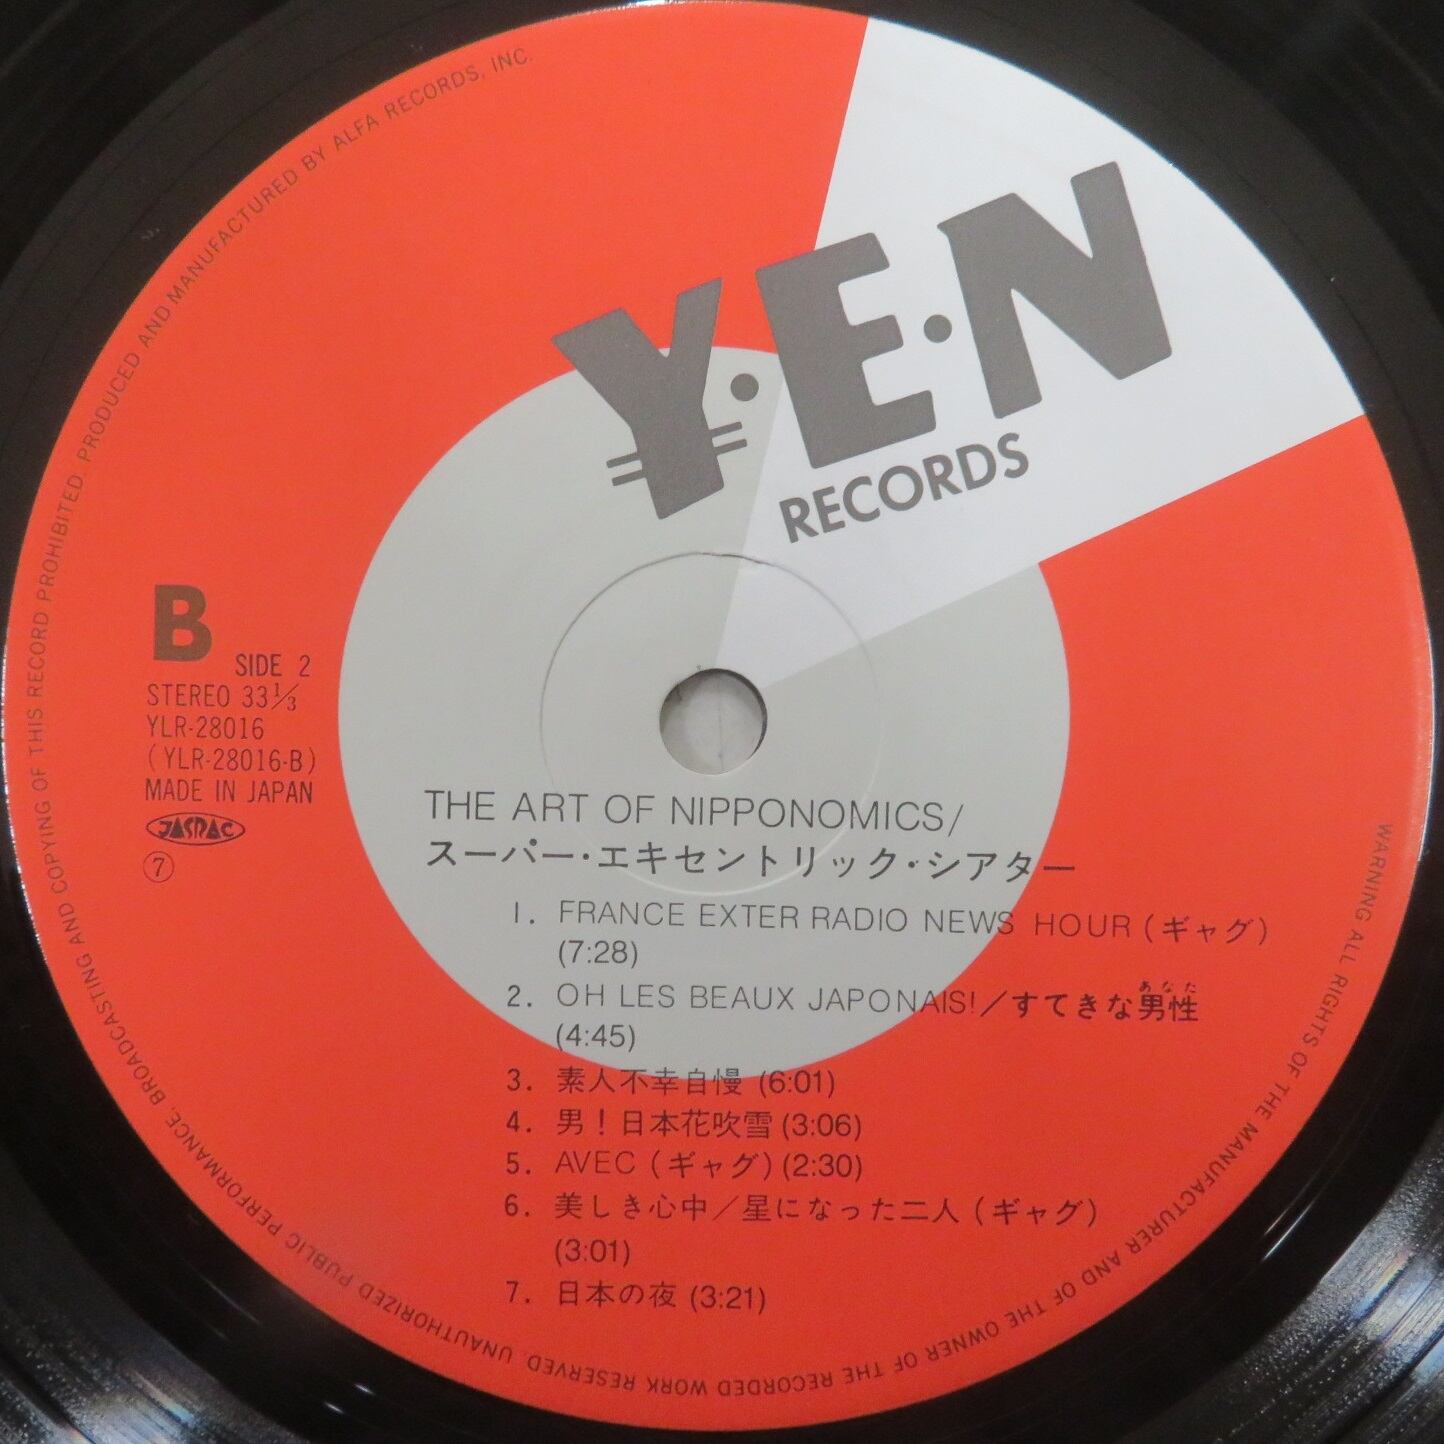 Y·E·N
RECORDS
B
SIDE 2
STEREO 33⅓
YLR-28016
(YLR-28016-B)
MADE IN JAPAN
JASRAC
⑦
THE ART OF NIPPONOMICS/
スーパー・エキセントリック・シアター
1. FRANCE EXTER RADIO NEWS HOUR (ギャグ)
(7:28)
2. OH LES BEAUX JAPONAIS!／すてきな男性
あなた
(4:45)
3. 素人不幸自慢 (6:01)
4. 男！日本花吹雪 (3:06)
5. AVEC (ギャグ) (2:30)
6. 美しき心中／星になった二人 (ギャグ)
(3:01)
7. 日本の夜 (3:21)
WARNING ALL RIGHTS OF THE MANUFACTURER AND OF THE OWNER OF THE RECORDED WORK RESERVED. UNAUTHORIZED PUBLIC PERFORMANCE, BROADCASTING AND COPYING OF THIS RECORD PROHIBITED. PRODUCED AND MANUFACTURED BY ALFA RECORDS, INC.